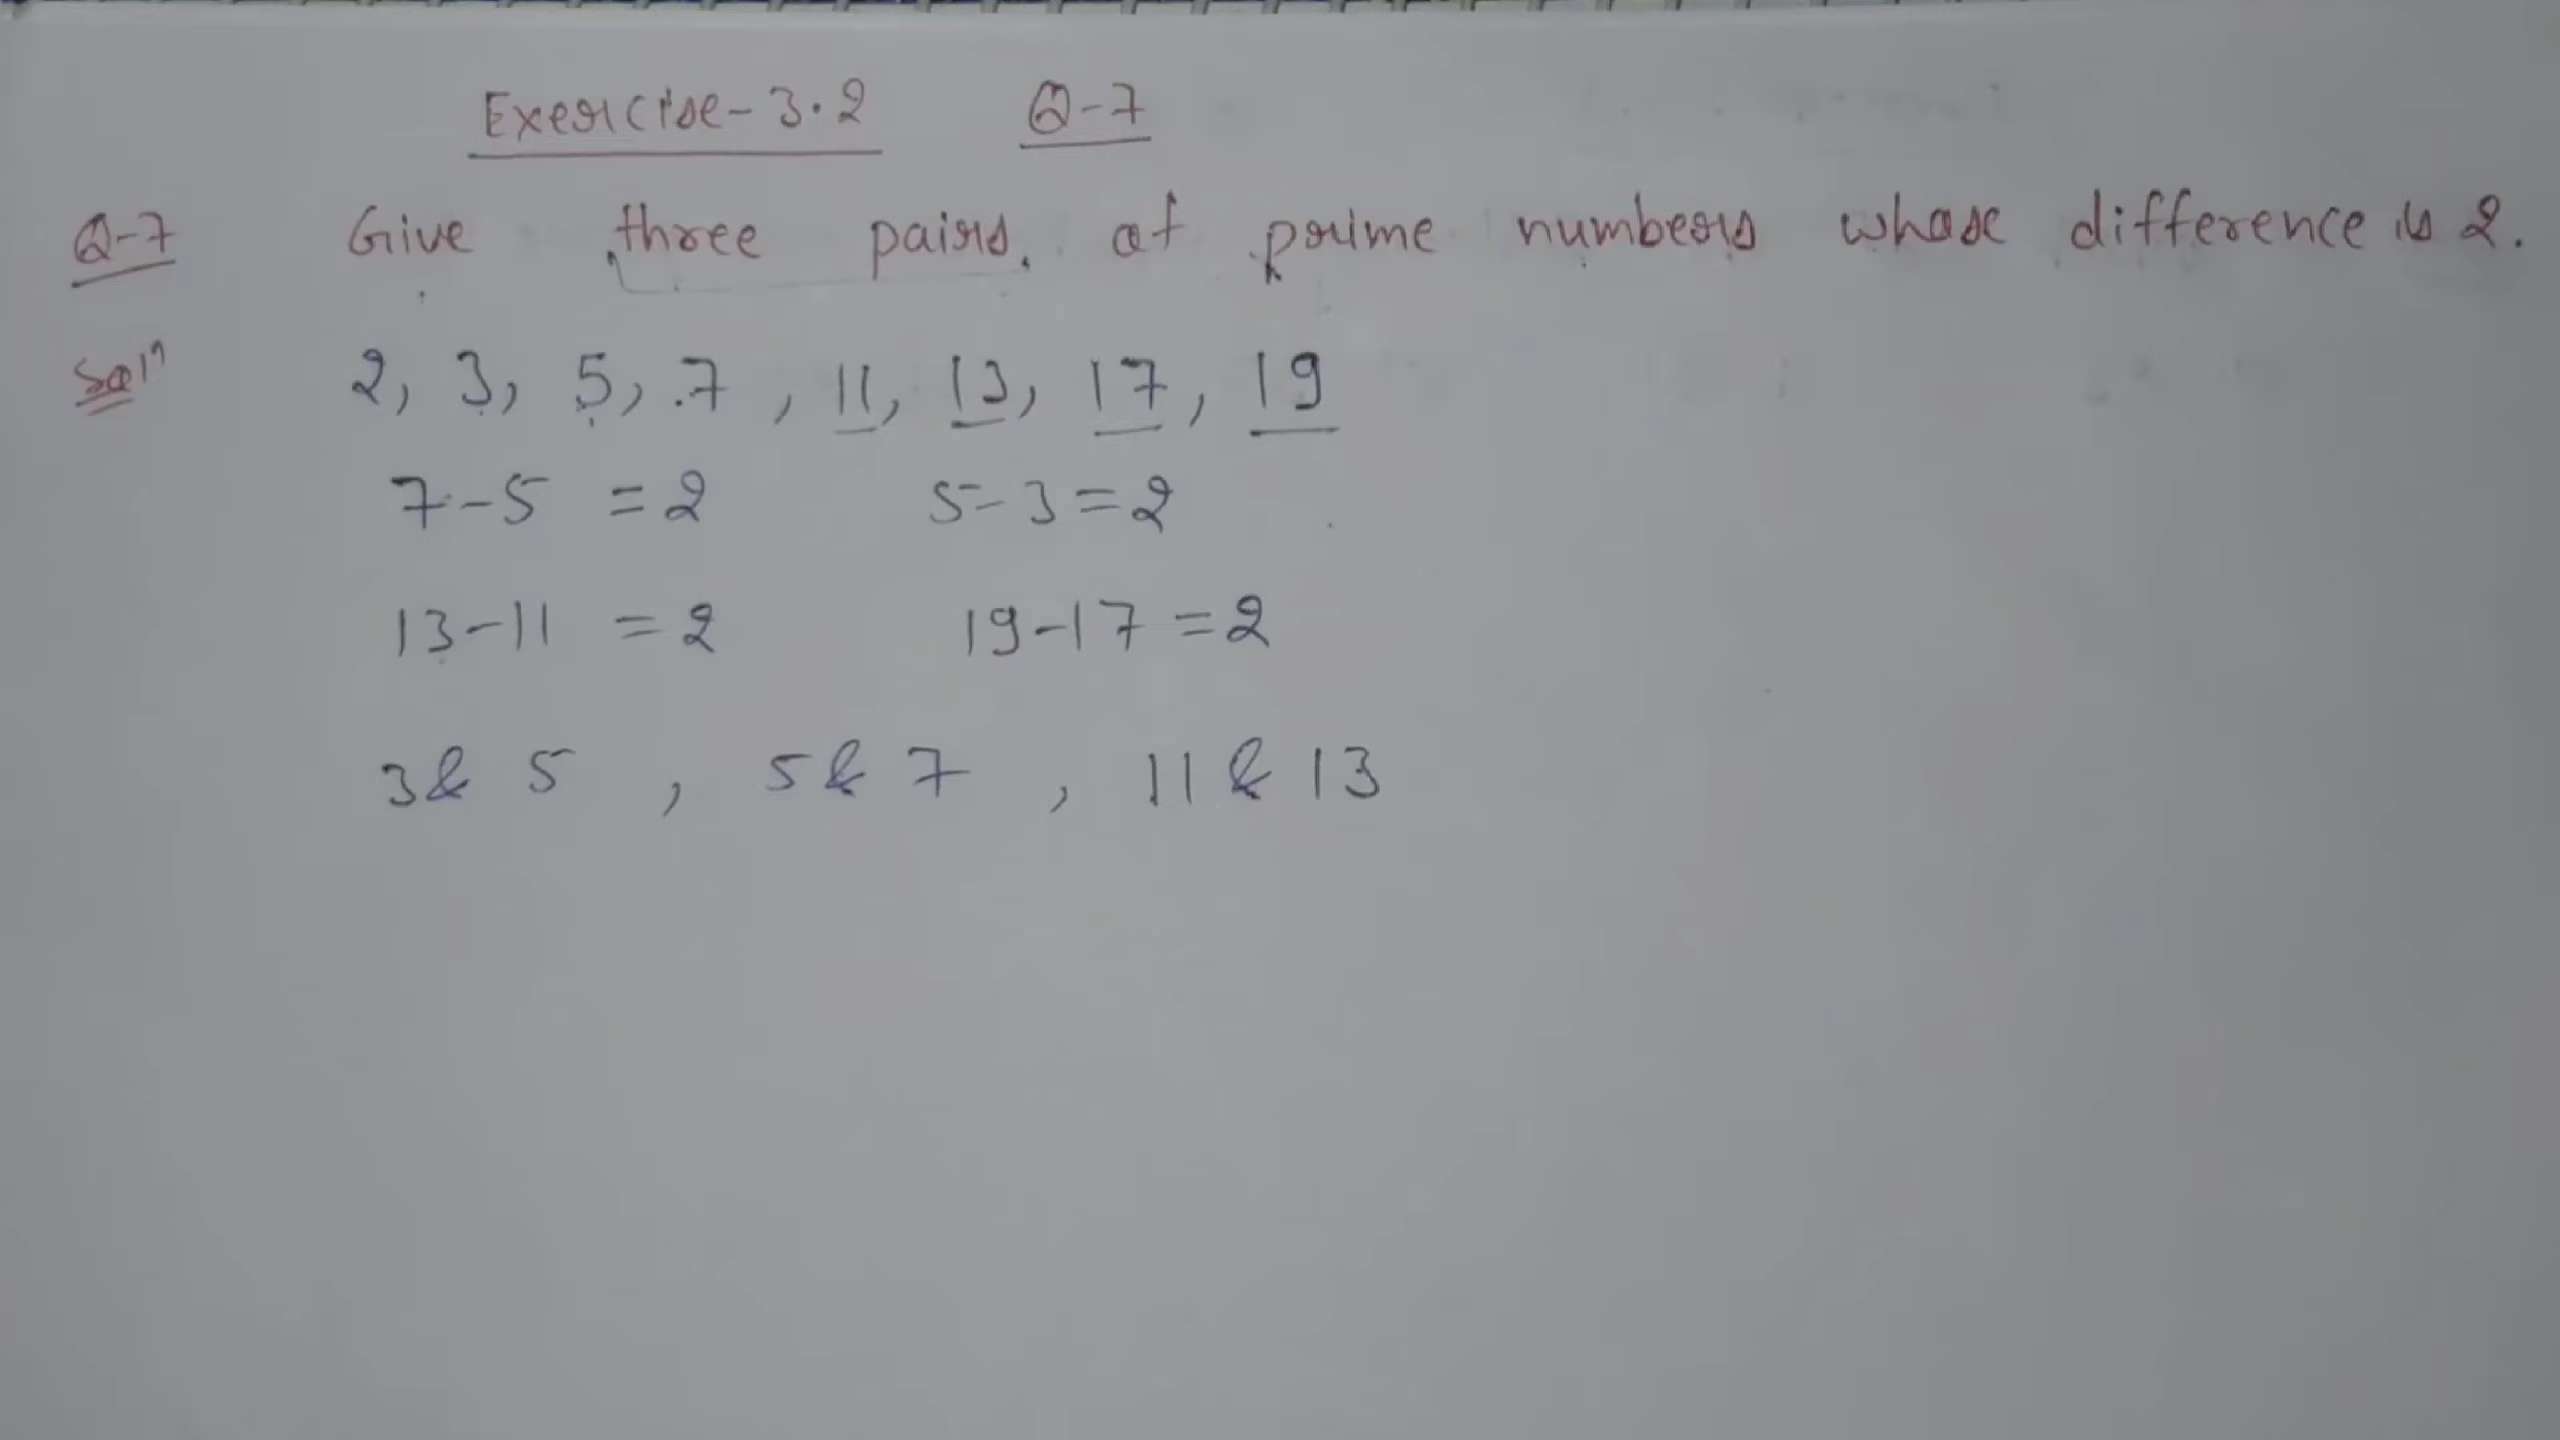 Exercise-3.2 Q-7
Q-7 Give three pairs of prime numbers whose difference is 2.
Solⁿ 2, 3, 5, 7, 11, 13, 17, 19
7-5 = 2 5-3 = 2
13-11 = 2 19-17 = 2
3 & 5, 5 & 7, 11 & 13